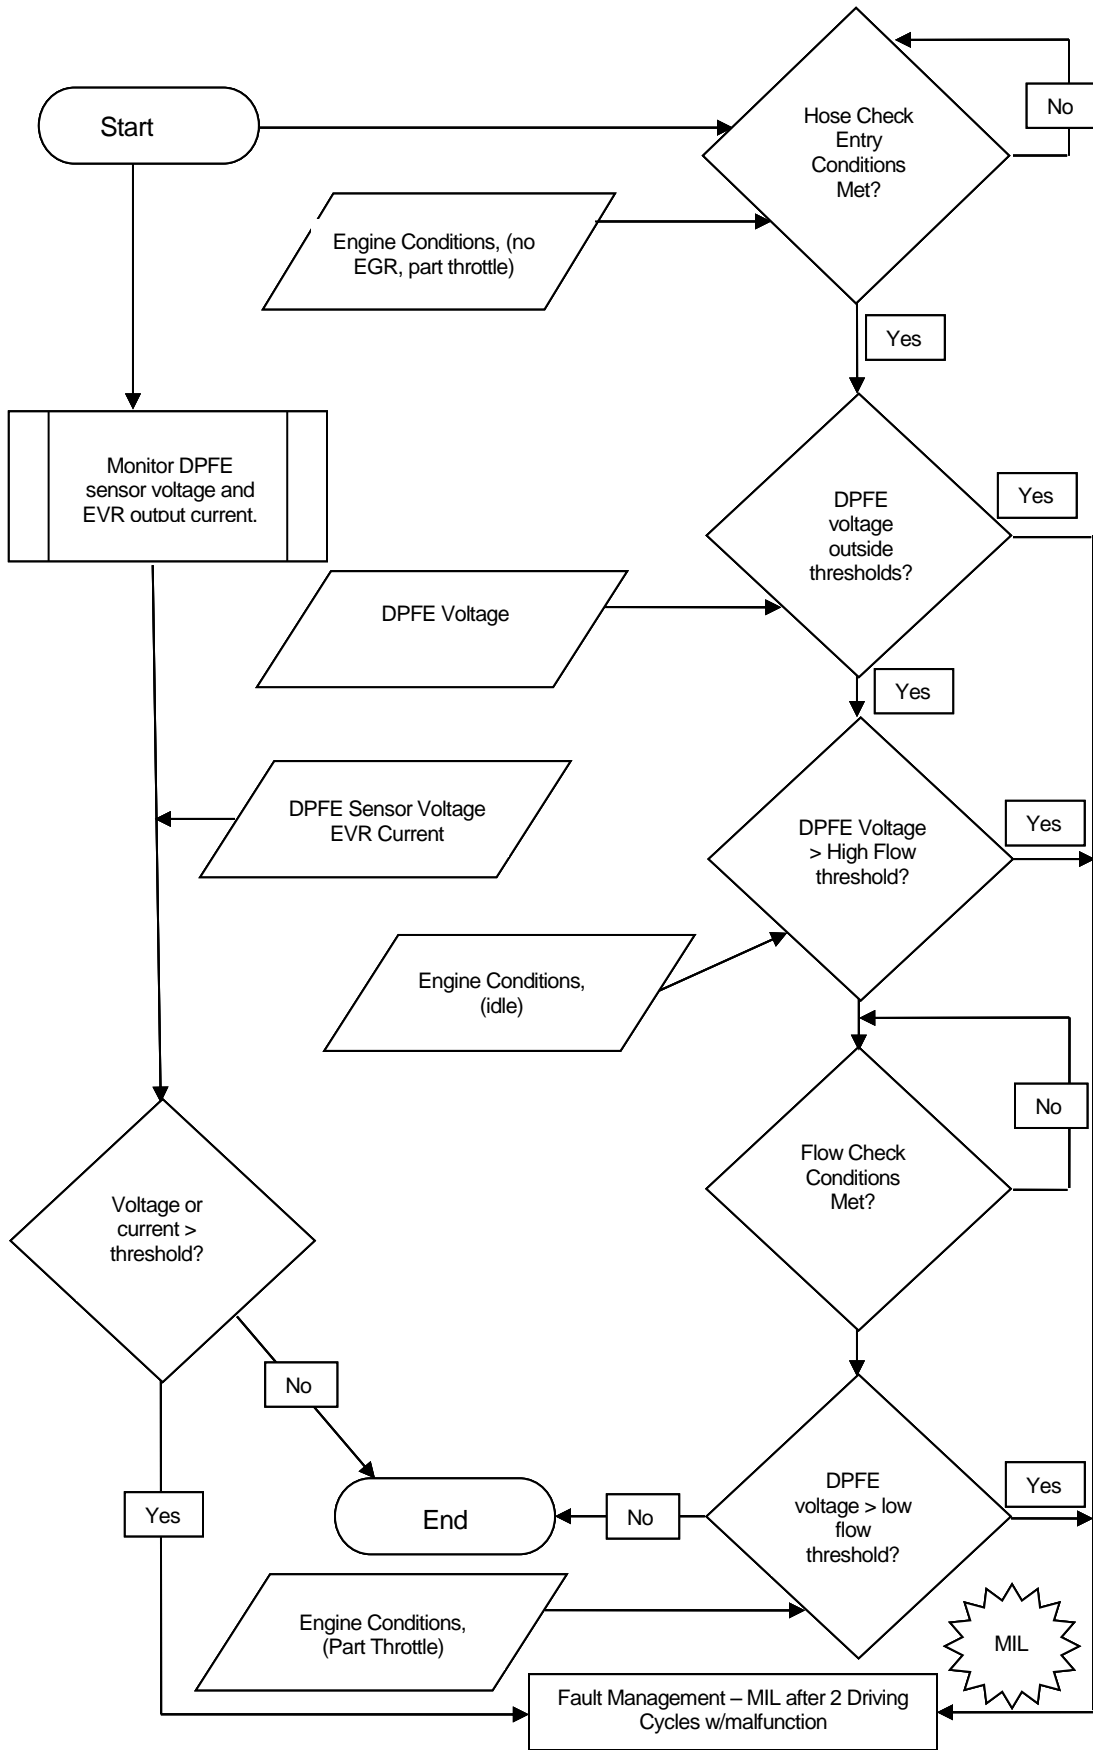 Start
Hose Check
Entry
Conditions
Met?
No
Engine Conditions, (no
EGR, part throttle)
Yes
Monitor DPFE
sensor voltage and
EVR output current.
DPFE
voltage
outside
thresholds?
Yes
DPFE Voltage
Yes
DPFE Sensor Voltage
EVR Current
DPFE Voltage
> High Flow
threshold?
Yes
Engine Conditions,
(idle)
No
Flow Check
Conditions
Met?
Voltage or
current >
threshold?
No
Yes
End
No
DPFE
voltage > low
flow
threshold?
Yes
Engine Conditions,
(Part Throttle)
MIL
Fault Management – MIL after 2 Driving
Cycles w/malfunction